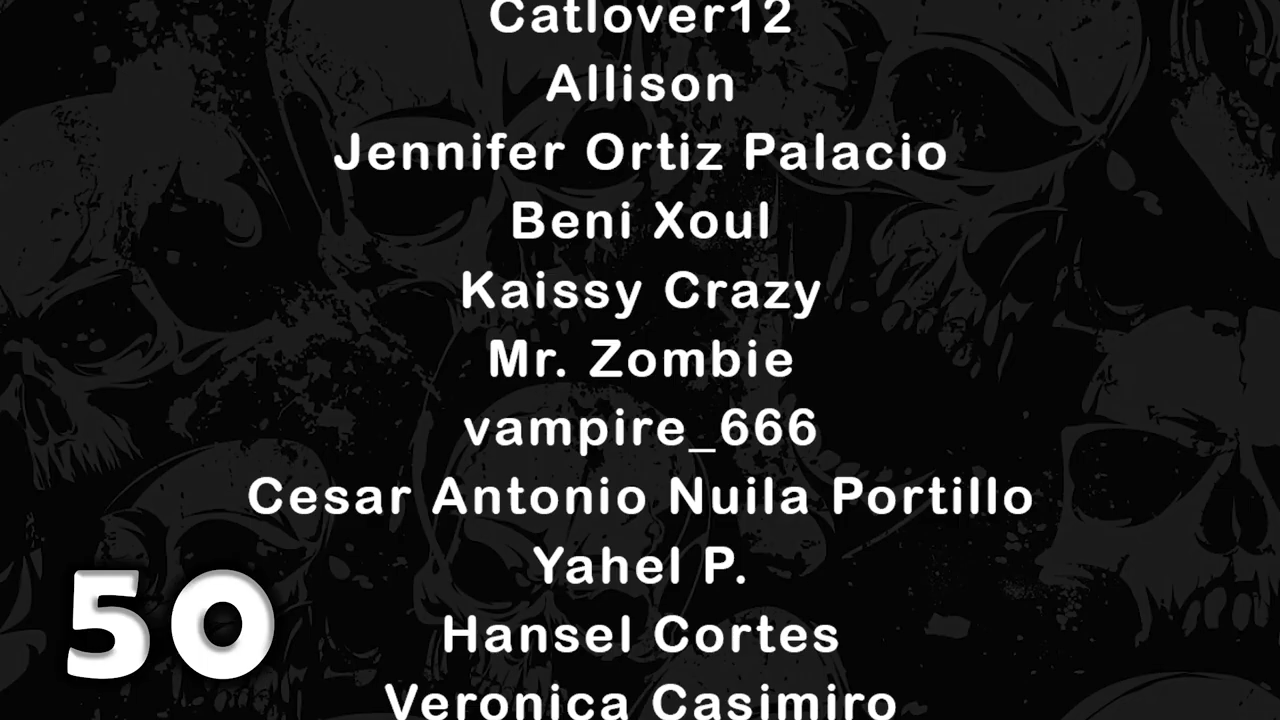 Catlover12
Allison
Jennifer Ortiz Palacio
Beni Xoul
Kaissy Crazy
Mr. Zombie
vampire_666
Cesar Antonio Nuila Portillo
Yahel P.
Hansel Cortes
50
Veronica Casimiro